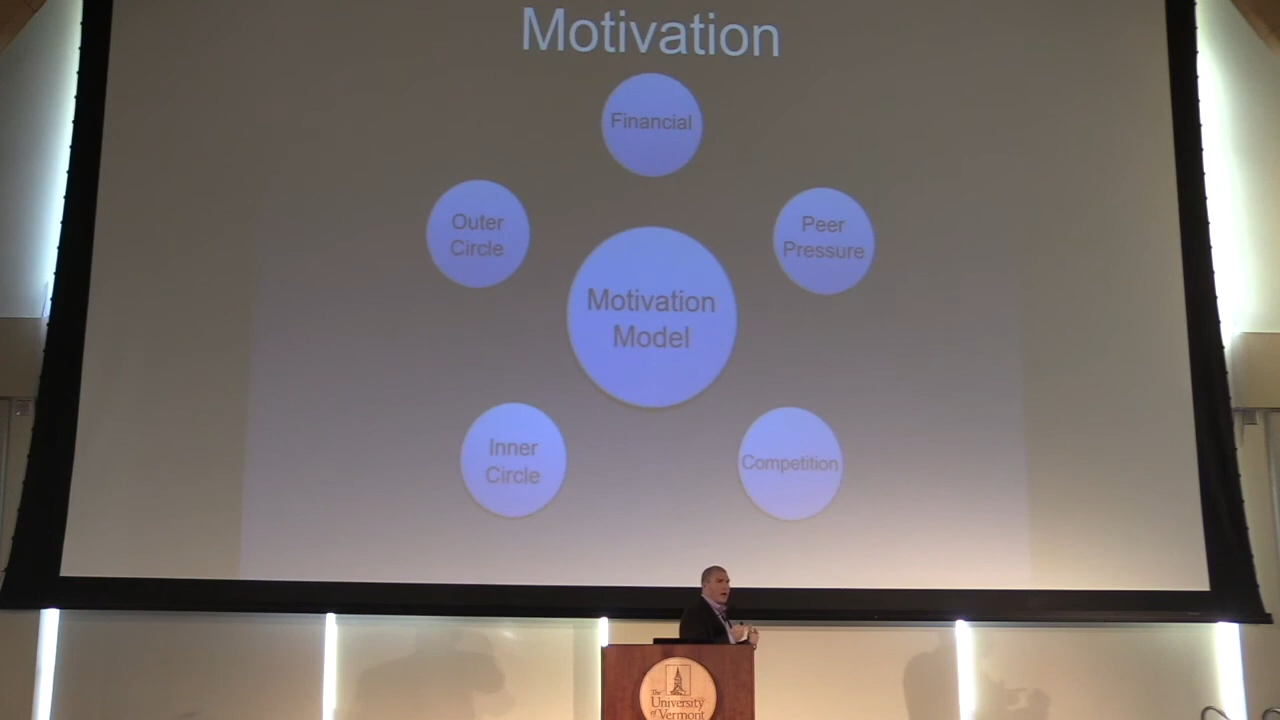 Motivation
Financial
Outer
Circle
Peer
Pressure
Motivation
Model
Inner
Circle
Competition
The
University
of Vermont